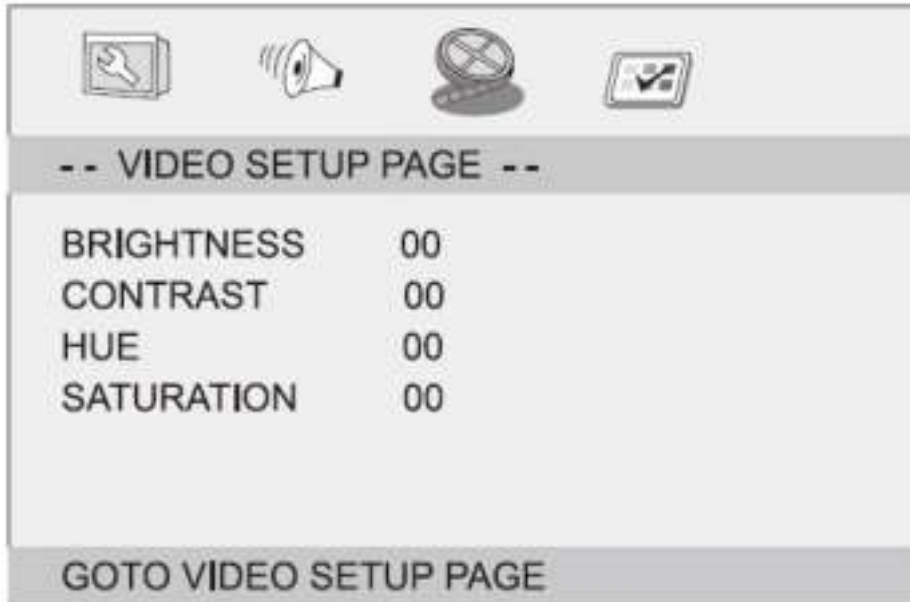 -- VIDEO SETUP PAGE --
BRIGHTNESS 00
CONTRAST 00
HUE 00
SATURATION 00
GOTO VIDEO SETUP PAGE